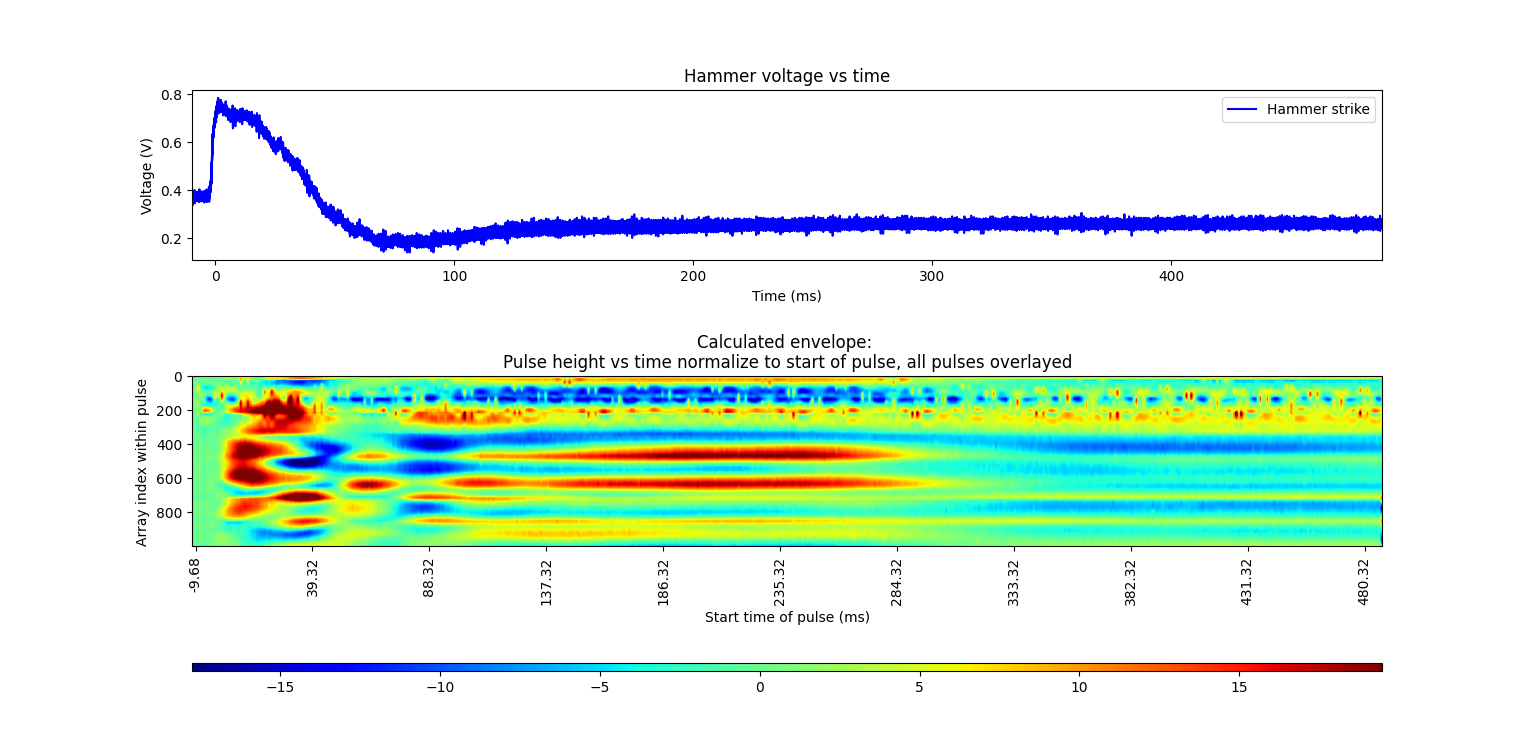 Hammer voltage vs time
0.8
0.6
0.4
0.2
Voltage (V)
Hammer strike
0 100 200 300 400
Time (ms)
Calculated envelope:
Pulse height vs time normalize to start of pulse, all pulses overlayed
0
200
400
600
800
Array index within pulse
-9.68 39.32 88.32 137.32 186.32 235.32 284.32 333.32 382.32 431.32 480.32
Start time of pulse (ms)
−15 −10 −5 0 5 10 15